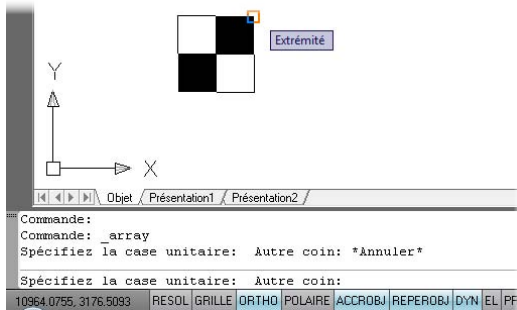 Extrémité
Y
X
Objet Présentation1 Présentation2
Commande:
Commande: _array
Spécifiez la case unitaire: Autre coin: *Annuler*
Spécifiez la case unitaire: Autre coin:
10964.0755, 3176.5093 RESOL GRILLE ORTHO POLAIRE ACCROBJ REPEROBJ DYN EL PF